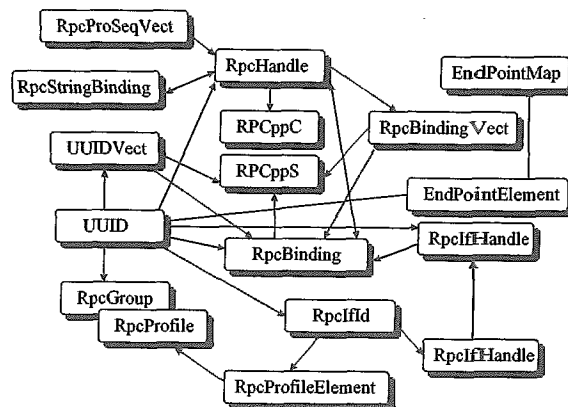 RpcProSeqVect
RpcHandle
EndPointMap
RpcStringBinding
RPCppC
RpcBindingVect
UUIDVect
RPCppS
EndPointElement
UUID
RpcBinding
RpcIfHandle
RpcGroup
RpcProfile
RpcIfId
RpcIfHandle
RpcProfileElement